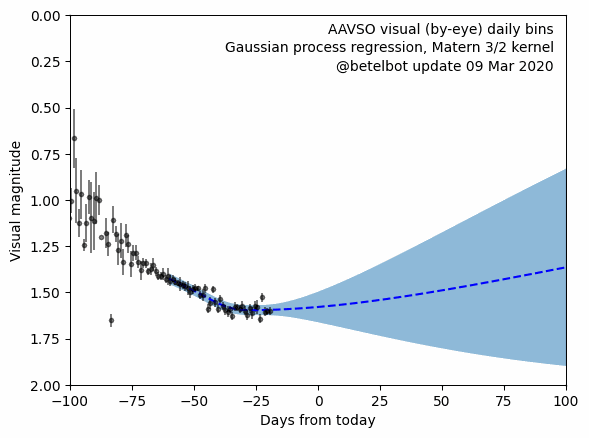 AAVSO visual (by-eye) daily bins
Gaussian process regression, Matern 3/2 kernel
@betelbot update 09 Mar 2020
Visual magnitude
0.00
0.25
0.50
0.75
1.00
1.25
1.50
1.75
2.00
−100 −75 −50 −25 0 25 50 75 100
Days from today